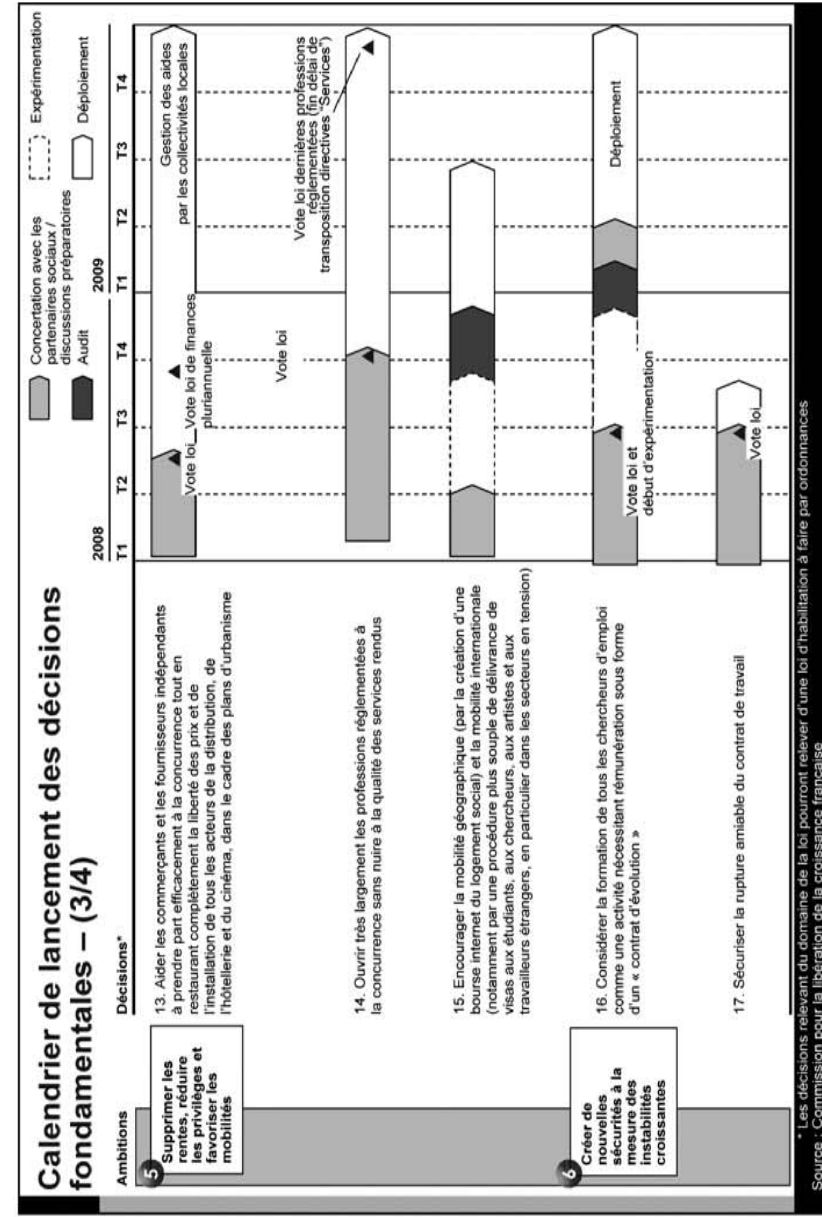 Calendrier de lancement des décisions
fondamentales – (3/4)
Concertation avec les
partenaires sociaux /
discussions préparatoires
Audit
Expérimentation
Déploiement
Ambitions
Décisions*
2008
2009
T1
T2
T3
T4
T1
T2
T3
T4
5
Supprimer les
rentes, réduire
les privilèges et
favoriser les
mobilités
13. Aider les commerçants et les fournisseurs indépendants
à prendre part efficacement à la concurrence tout en
restaurant complètement la liberté des prix et de
l'installation de tous les acteurs de la distribution, de
l'hôtellerie et du cinéma, dans le cadre des plans d'urbanisme
Vote loi
Vote loi de finances
pluriannuelle
Gestion des aides
par les collectivités locales
14. Ouvrir très largement les professions réglementées à
la concurrence sans nuire à la qualité des services rendus
Vote loi
Vote loi dernières professions
réglementées (fin délai de
transposition directives "Services")
15. Encourager la mobilité géographique (par la création d'une
bourse internet du logement social) et la mobilité internationale
(notamment par une procédure plus souple de délivrance de
visas aux étudiants, aux chercheurs, aux artistes et aux
travailleurs étrangers, en particulier dans les secteurs en tension)
6
Créer de
nouvelles
sécurités à la
mesure des
instabilités
croissantes
16. Considérer la formation de tous les chercheurs d'emploi
comme une activité nécessitant rémunération sous forme
d'un « contrat d'évolution »
Vote loi et
début d'expérimentation
Déploiement
17. Sécuriser la rupture amiable du contrat de travail
Vote loi
* Les décisions relevant du domaine de la loi pourront relever d'une loi d'habilitation à faire par ordonnances
Source : Commission pour la libération de la croissance française